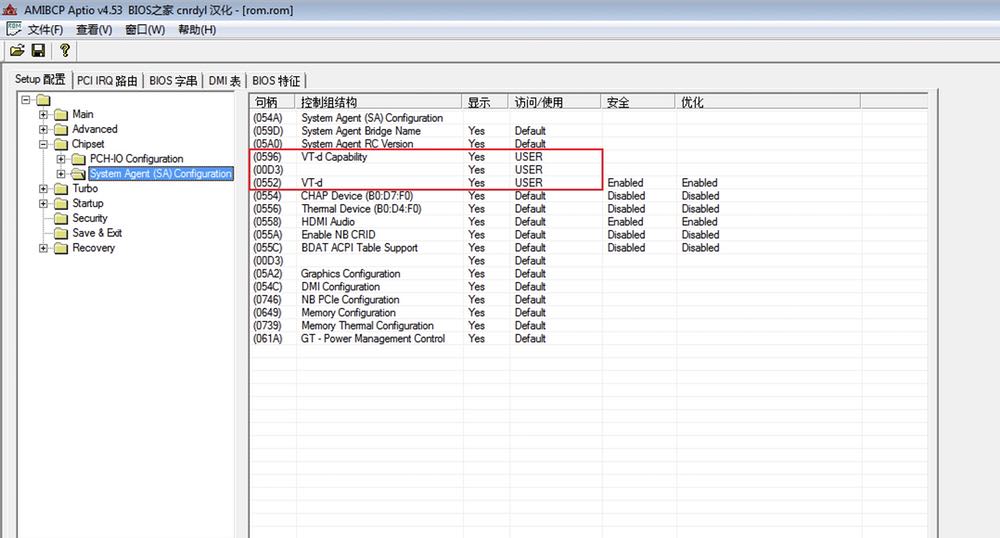 AMIBCP Aptio v4.53 BIOS之家 cnrdyl 汉化 - [rom.rom]
文件(F) 查看(V) 窗口(W) 帮助(H)
Setup 配置 PCI IRQ 路由 BIOS 字串 DMI 表 BIOS 特征
Main
Advanced
Chipset
PCH-IO Configuration
System Agent (SA) Configuration
Turbo
Startup
Security
Save & Exit
Recovery
句柄 控制组结构 显示 访问/使用 安全 优化
(054A) System Agent (SA) Configuration
(059D) System Agent Bridge Name Yes Default
(05A0) System Agent RC Version Yes Default
(0596) VT-d Capability Yes USER
(00D3) Yes USER
(0552) VT-d Yes USER Enabled Enabled
(0554) CHAP Device (B0:D7:F0) Yes Default Disabled Disabled
(0556) Thermal Device (B0:D4:F0) Yes Default Disabled Disabled
(0558) HDMI Audio Yes Default Enabled Enabled
(055A) Enable NB CRID Yes Default Disabled Disabled
(055C) BDAT ACPI Table Support Yes Default Disabled Disabled
(00D3) Yes Default
(05A2) Graphics Configuration Yes Default
(054C) DMI Configuration Yes Default
(0746) NB PCIe Configuration Yes Default
(0649) Memory Configuration Yes Default
(0739) Memory Thermal Configuration Yes Default
(061A) GT - Power Management Control Yes Default